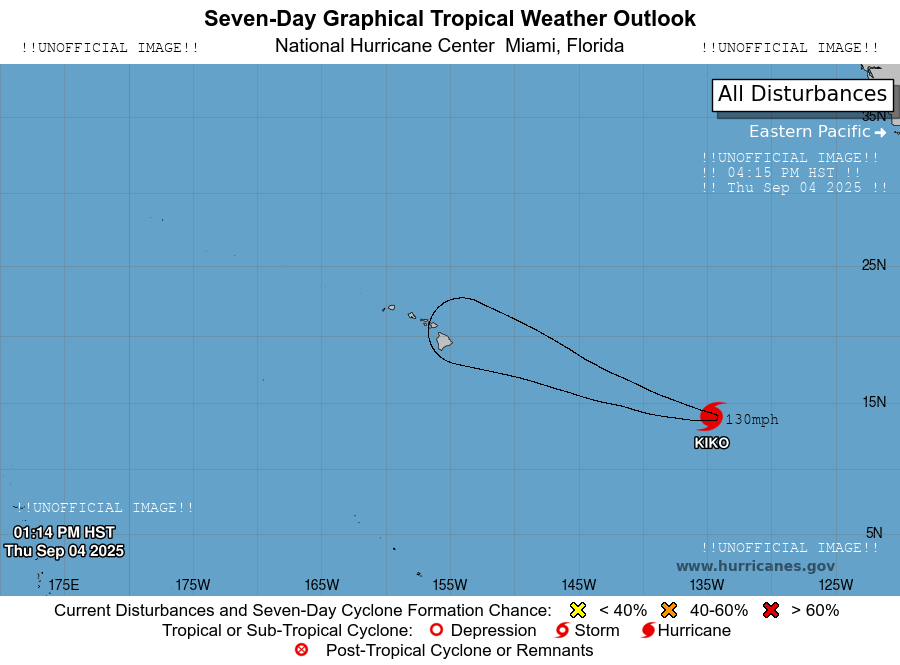 Seven-Day Graphical Tropical Weather Outlook
!!UNOFFICIAL IMAGE!! National Hurricane Center Miami, Florida !!UNOFFICIAL IMAGE!!
All Disturbances
35N
Eastern Pacific
!!UNOFFICIAL IMAGE!!
!! 04:15 PM HST !!
!! Thu Sep 04 2025 !!
25N
15N
130mph
KIKO
!!UNOFFICIAL IMAGE!!
01:14 PM HST
Thu Sep 04 2025
5N
!!UNOFFICIAL IMAGE!!
www.hurricanes.gov
175E 175W 165W 155W 145W 135W 125W
Current Disturbances and Seven-Day Cyclone Formation Chance: < 40% 40-60% > 60%
Tropical or Sub-Tropical Cyclone: Depression Storm Hurricane
Post-Tropical Cyclone or Remnants